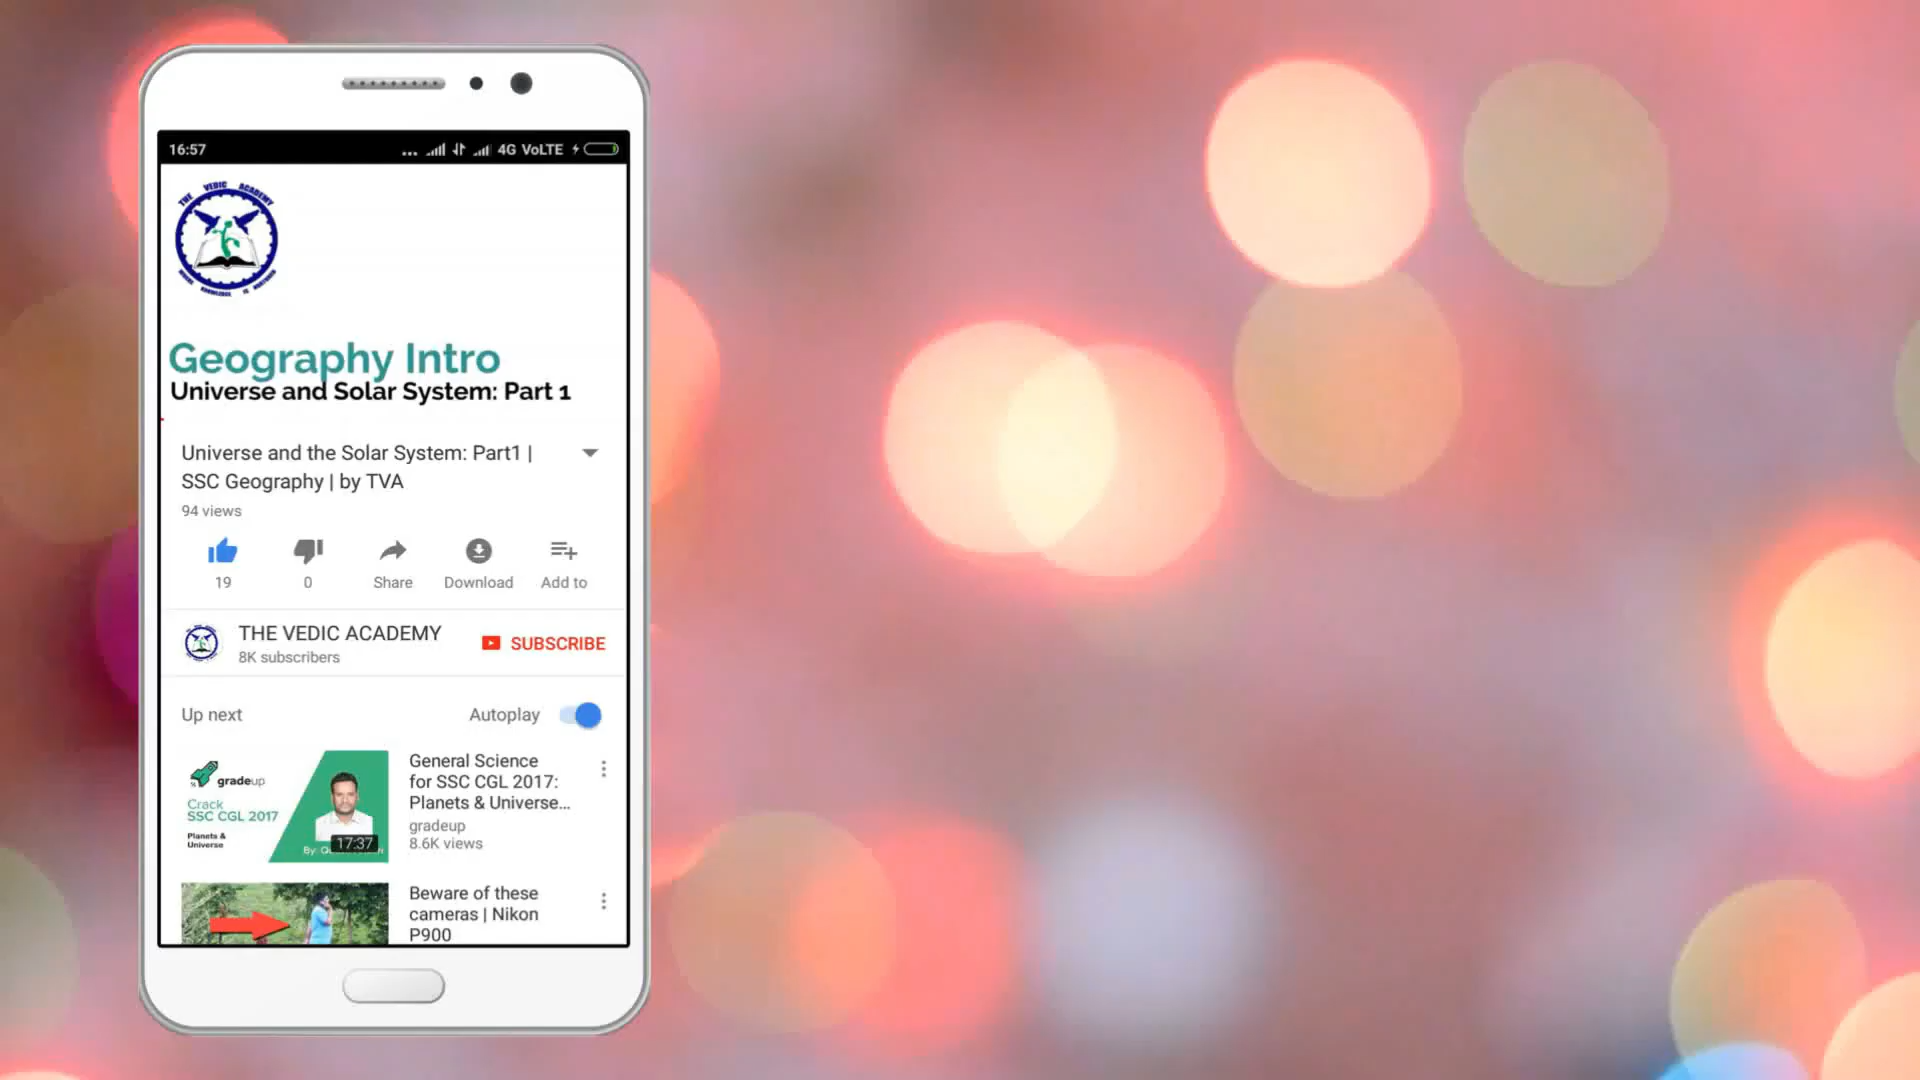 16:57
4G VoLTE
THE VEDIC ACADEMY
Geography Intro
Universe and Solar System: Part 1
Universe and the Solar System: Part1 |
SSC Geography | by TVA
94 views
19
0
Share
Download
Add to
THE VEDIC ACADEMY
8K subscribers
SUBSCRIBE
Up next
Autoplay
gradeup
Crack
SSC CGL 2017
Planets &
Universe
17:37
General Science
for SSC CGL 2017:
Planets & Universe...
gradeup
8.6K views
Beware of these
cameras | Nikon
P900